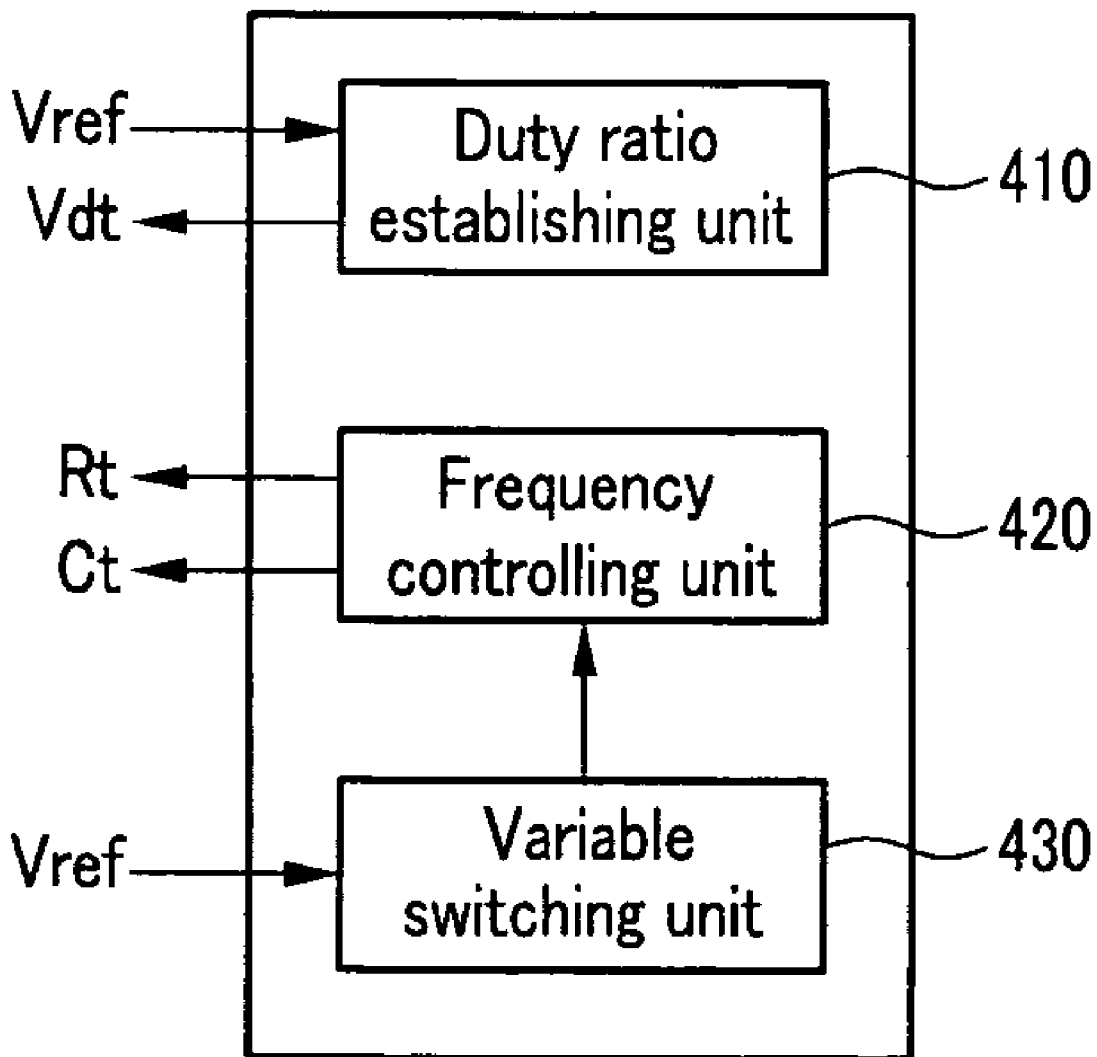 Vref
Duty ratio
establishing unit
410
Vdt
Rt
Frequency
controlling unit
420
Ct
Vref
Variable
switching unit
430